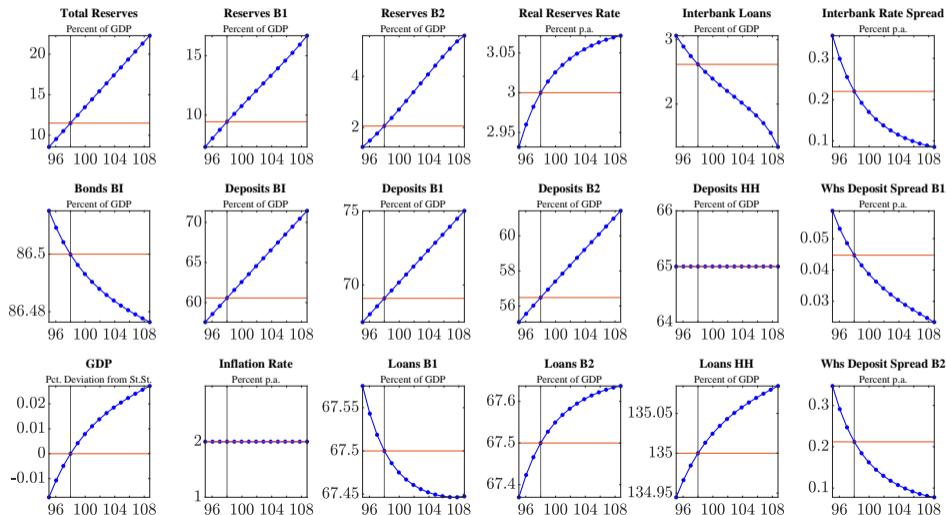 Total Reserves
Percent of GDP
20
15
10
96 100 104 108
Reserves B1
Percent of GDP
15
10
96 100 104 108
Reserves B2
Percent of GDP
4
2
96 100 104 108
Real Reserves Rate
Percent p.a.
3.05
3
2.95
96 100 104 108
Interbank Loans
Percent of GDP
3
2
96 100 104 108
Interbank Rate Spread
Percent p.a.
0.3
0.2
0.1
96 100 104 108
Bonds BI
Percent of GDP
86.5
86.48
96 100 104 108
Deposits BI
Percent of GDP
70
65
60
96 100 104 108
Deposits B1
Percent of GDP
75
70
96 100 104 108
Deposits B2
Percent of GDP
60
58
56
96 100 104 108
Deposits HH
Percent of GDP
66
65
64
96 100 104 108
Whs Deposit Spread B1
Percent p.a.
0.05
0.04
0.03
96 100 104 108
GDP
Pct. Deviation from St.St.
0.02
0.01
0
-0.01
96 100 104 108
Inflation Rate
Percent p.a.
3
2
1
96 100 104 108
Loans B1
Percent of GDP
67.55
67.5
67.45
96 100 104 108
Loans B2
Percent of GDP
67.6
67.5
67.4
96 100 104 108
Loans HH
Percent of GDP
135.05
135
134.95
96 100 104 108
Whs Deposit Spread B2
Percent p.a.
0.3
0.2
0.1
96 100 104 108